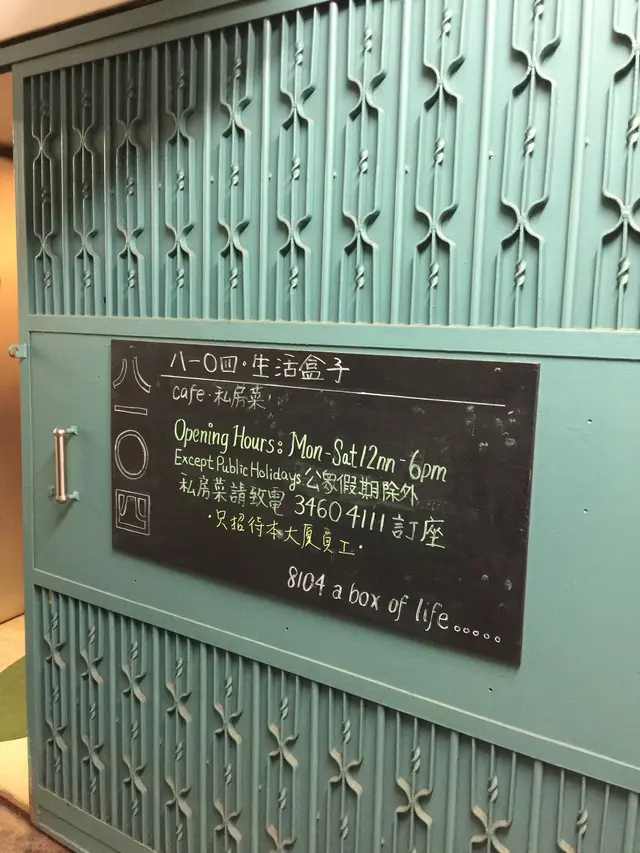 八一〇四
八一〇四·生活盒子
cafe·私房菜
Opening Hours: Mon-Sat 12nn-6pm
Except Public Holidays 公眾假期除外
私房菜請致電 3460 4111 訂座
·只招待本大厦員工·
8104 a box of life.....